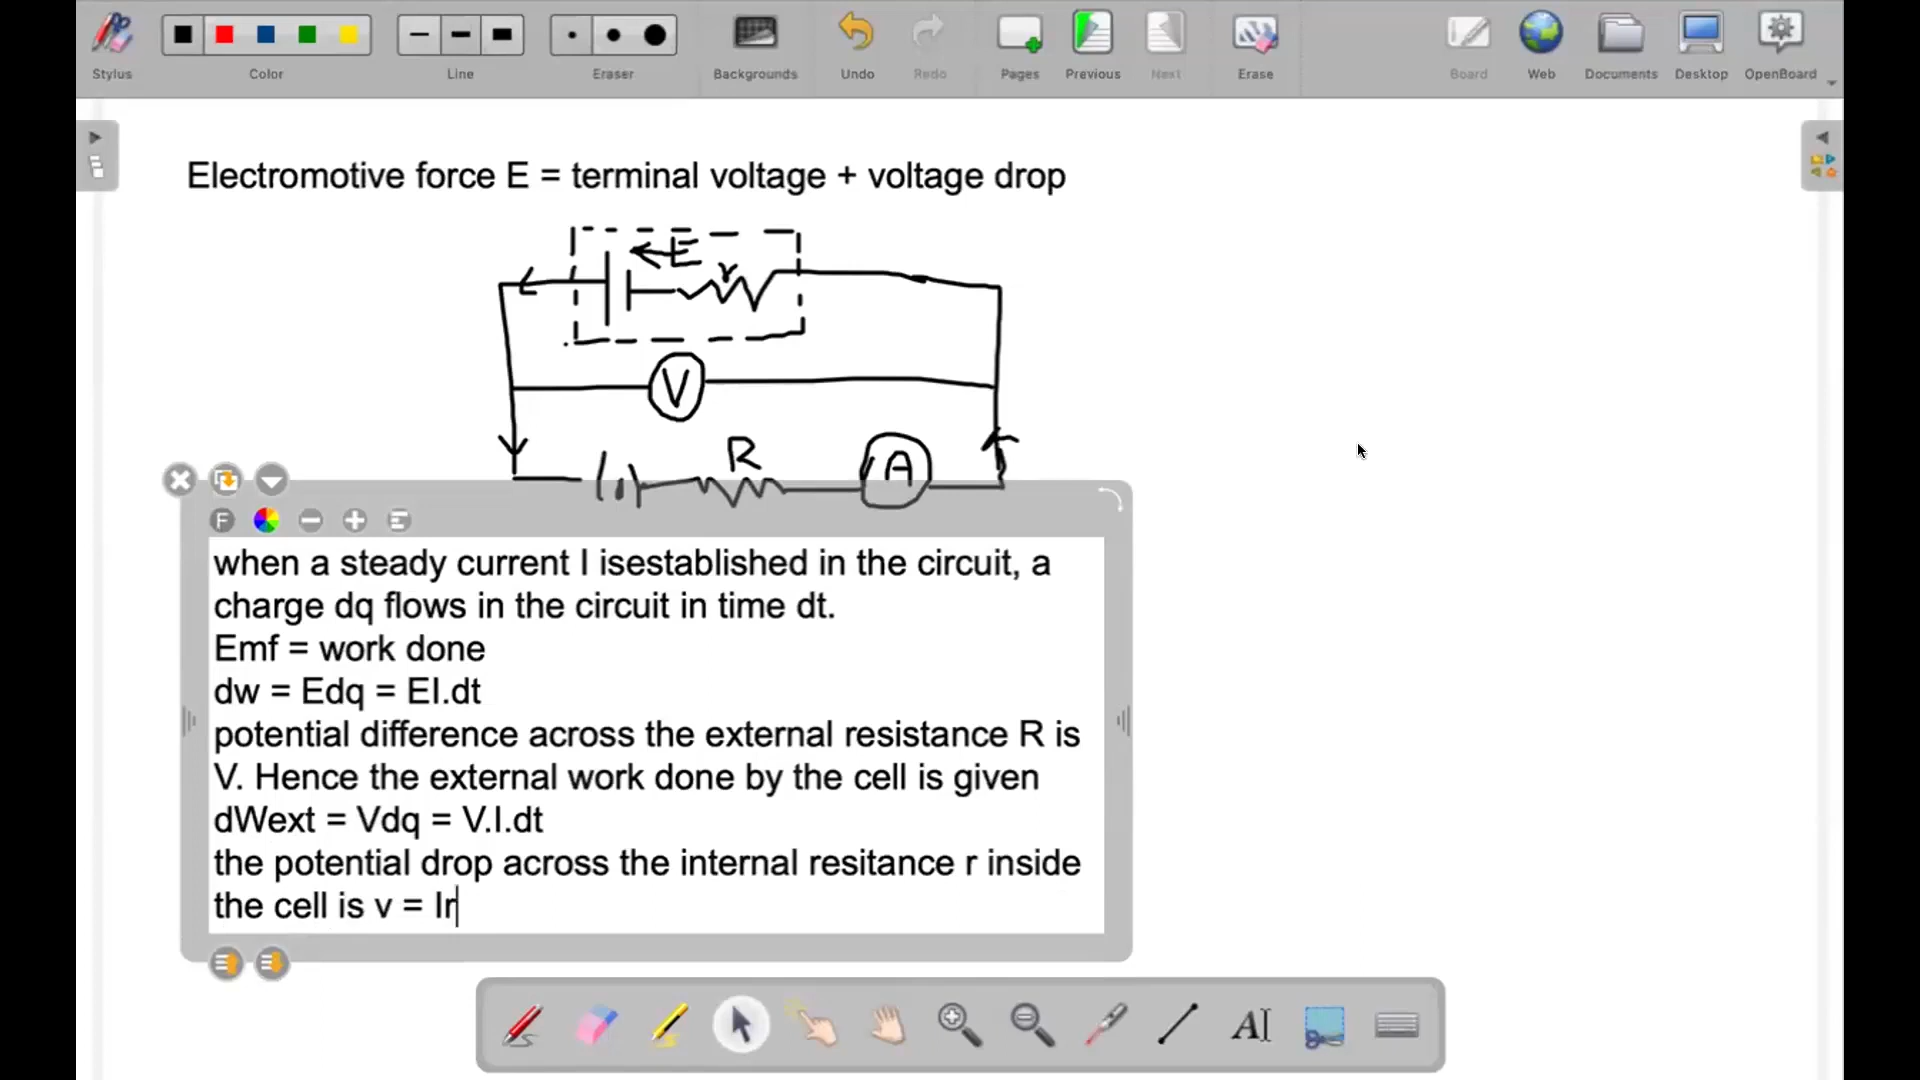 Stylus
Color
Line
Eraser
Backgrounds
Undo
Redo
Pages
Previous
Next
Erase
Board
Web
Documents
Desktop
OpenBoard
Electromotive force E = terminal voltage + voltage drop
E
r
V
R
A
F
when a steady current I isestablished in the circuit, a
charge dq flows in the circuit in time dt.
Emf = work done
dw = Edq = EI.dt
potential difference across the external resistance R is
V. Hence the external work done by the cell is given
dWext = Vdq = V.I.dt
the potential drop across the internal resitance r inside
the cell is v = Ir
AI